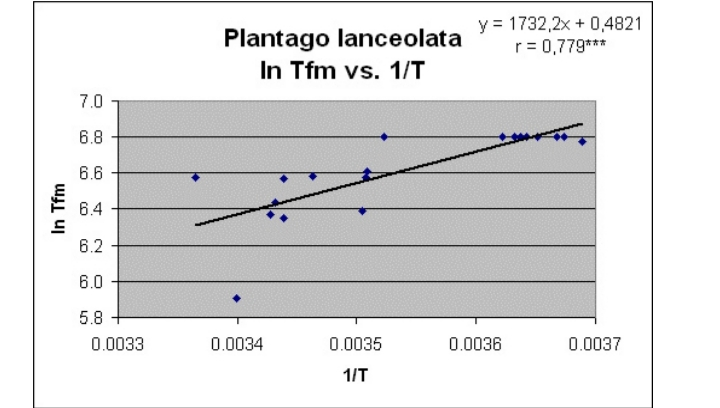 Plantago lanceolata
ln Tfm vs. 1/T
y = 1732,2x + 0,4821
r = 0,779***
7.0
6.8
6.6
6.4
6.2
6.0
5.8
ln Tfm
0.0033 0.0034 0.0035 0.0036 0.0037
1/T